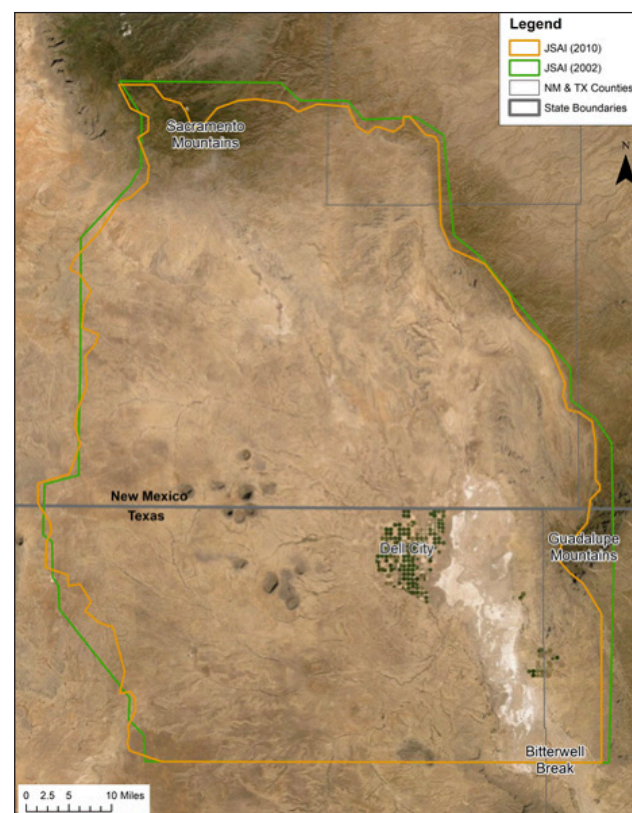 Legend
JSAI (2010)
JSAI (2002)
NM & TX Counties
State Boundaries
N
Sacramento
Mountains
New Mexico
Texas
Dell City
Guadalupe
Mountains
Bitterwell
Break
0 2.5 5 10 Miles